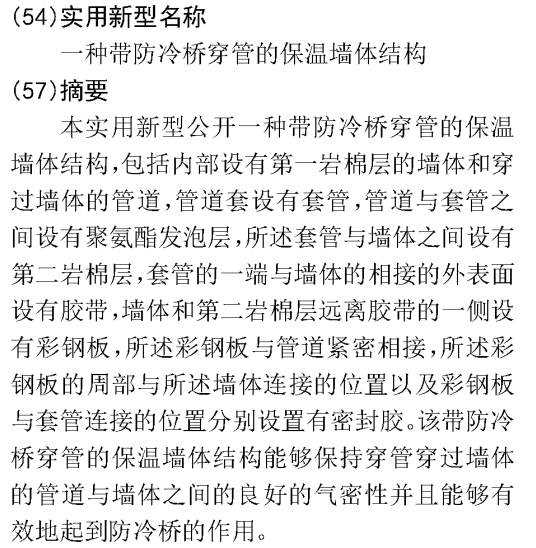 (54)实用新型名称
一种带防冷桥穿管的保温墙体结构
(57)摘要
本实用新型公开一种带防冷桥穿管的保温
墙体结构,包括内部设有第一岩棉层的墙体和穿
过墙体的管道,管道套设有套管,管道与套管之
间设有聚氨酯发泡层,所述套管与墙体之间设有
第二岩棉层,套管的一端与墙体的相接的外表面
设有胶带,墙体和第二岩棉层远离胶带的一侧设
有彩钢板,所述彩钢板与管道紧密相接,所述彩
钢板的周部与所述墙体连接的位置以及彩钢板
与套管连接的位置分别设置有密封胶。该带防冷
桥穿管的保温墙体结构能够保持穿管穿过墙体
的管道与墙体之间的良好的气密性并且能够有
效地起到防冷桥的作用。